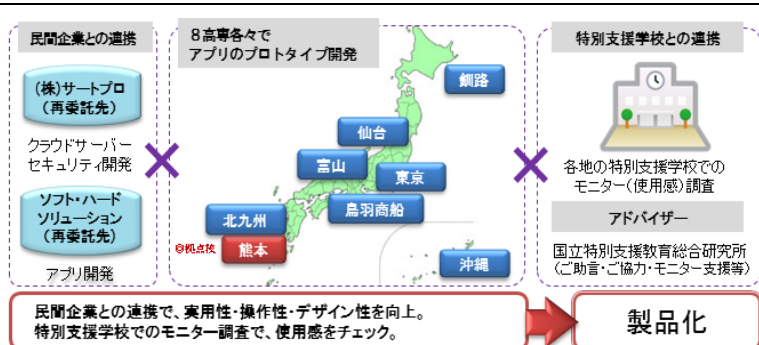 民間企業との連携
(株)サートプロ
(再委託先)
クラウドサーバー
セキュリティ開発
ソフト・ハード
ソリューション
(再委託先)
アプリ開発
8高専各々で
アプリのプロトタイプ開発
釧路
仙台
富山
東京
鳥羽商船
北九州
◎拠点校
熊本
沖縄
特別支援学校との連携
各地の特別支援学校での
モニター(使用感)調査
アドバイザー
国立特別支援教育総合研究所
(ご助言・ご協力・モニター支援等)
民間企業との連携で、実用性・操作性・デザイン性を向上。
特別支援学校でのモニター調査で、使用感をチェック。
製品化